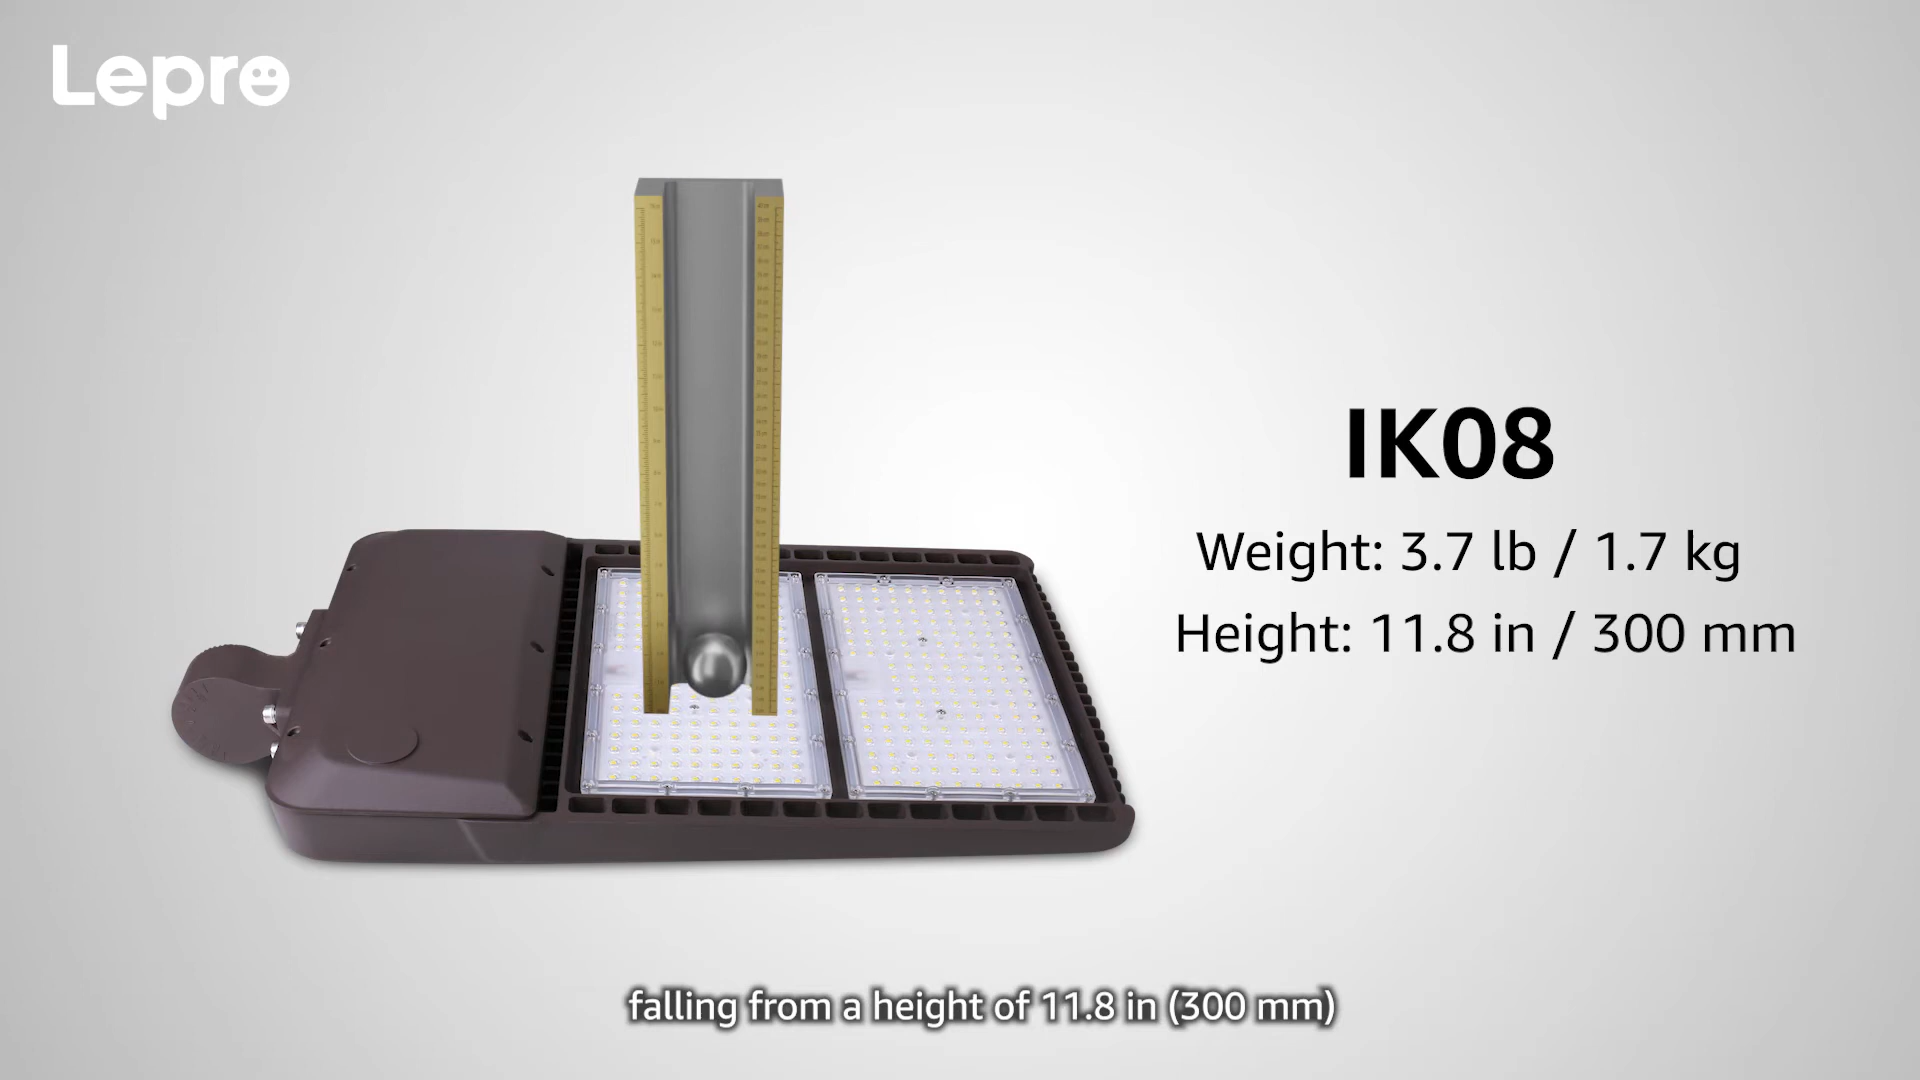 Lepro
IK08
Weight: 3.7 lb / 1.7 kg
Height: 11.8 in / 300 mm
falling from a height of 11.8 in (300 mm)